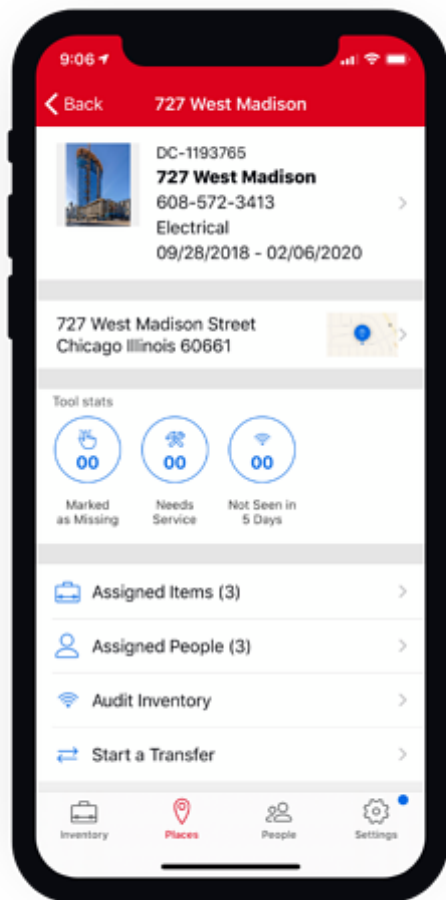 9:06
Back
727 West Madison
DC-1193765
727 West Madison
608-572-3413
Electrical
09/28/2018 - 02/06/2020
727 West Madison Street
Chicago Illinois 60661
Tool stats
00
00
00
Marked
as Missing
Needs
Service
Not Seen in
5 Days
Assigned Items (3)
Assigned People (3)
Audit Inventory
Start a Transfer
Inventory
Places
People
Settings